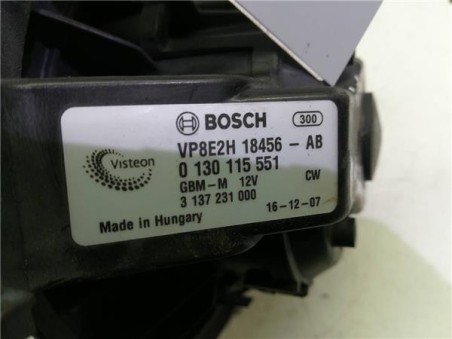 BOSCH 300
VP8E2H 18456 - AB
Visteon
0 130 115 551
GBM-M 12V CW
3 137 231 000
Made in Hungary 16-12-07